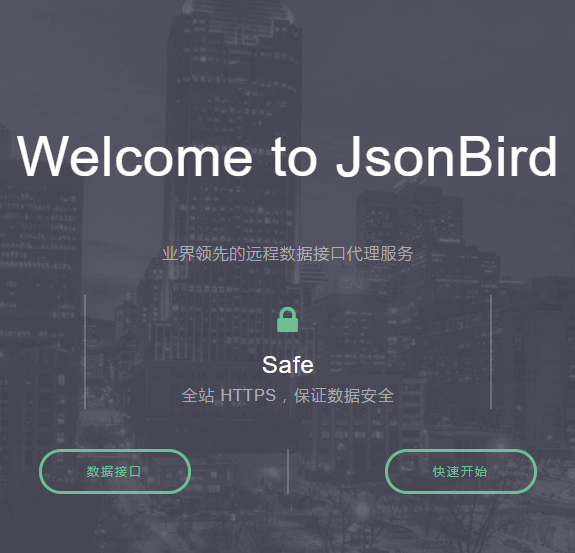 Welcome to JsonBird
业界领先的远程数据接口代理服务
Safe
全站 HTTPS，保证数据安全
数据接口
快速开始